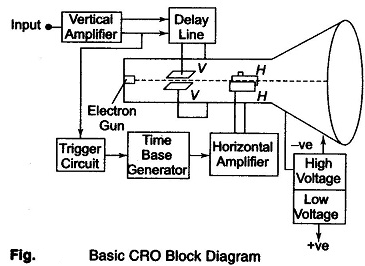 Input
Vertical
Amplifier
Delay
Line
V
V
H
H
Electron
Gun
Trigger
Circuit
Time
Base
Generator
Horizontal
Amplifier
–ve
High
Voltage
Low
Voltage
+ve
Fig. Basic CRO Block Diagram